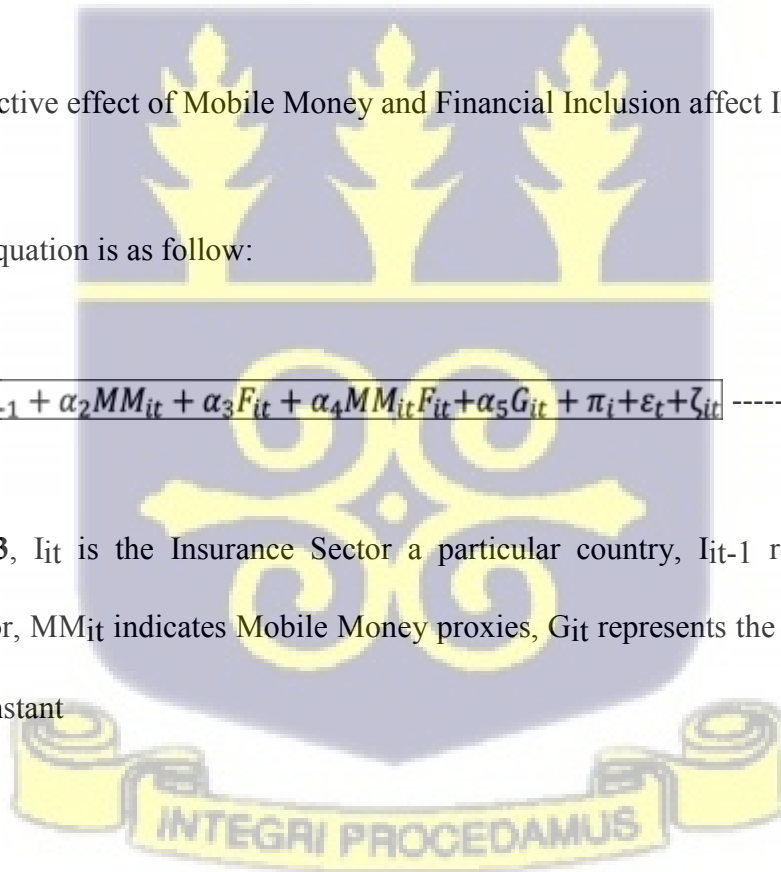 ctive effect of Mobile Money and Financial Inclusion affect I
quation is as follow:
-1 + α₂MMᵢₜ + α₃Fᵢₜ + α₄MMᵢₜFᵢₜ+α₅Gᵢₜ + πᵢ+εₜ+ζᵢₜ -----
3, Iit is the Insurance Sector a particular country, Iit-1 r
or, MMit indicates Mobile Money proxies, Git represents the
nstant
INTEGRI PROCEDAMUS